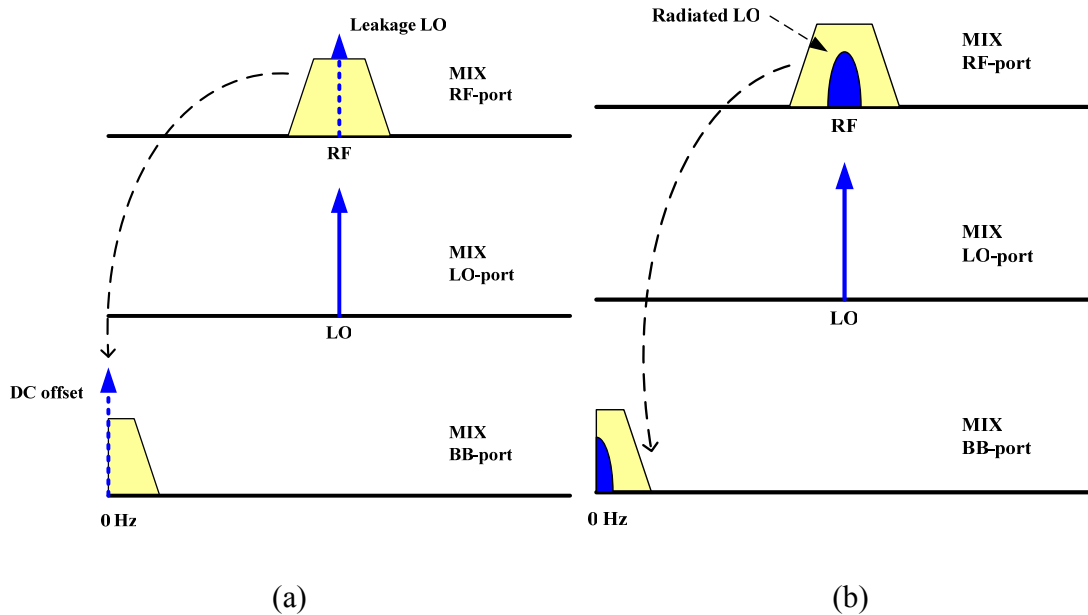 Leakage LO
MIX
RF-port
RF
MIX
LO-port
LO
DC offset
MIX
BB-port
0 Hz
(a)
Radiated LO
MIX
RF-port
RF
MIX
LO-port
LO
MIX
BB-port
0 Hz
(b)